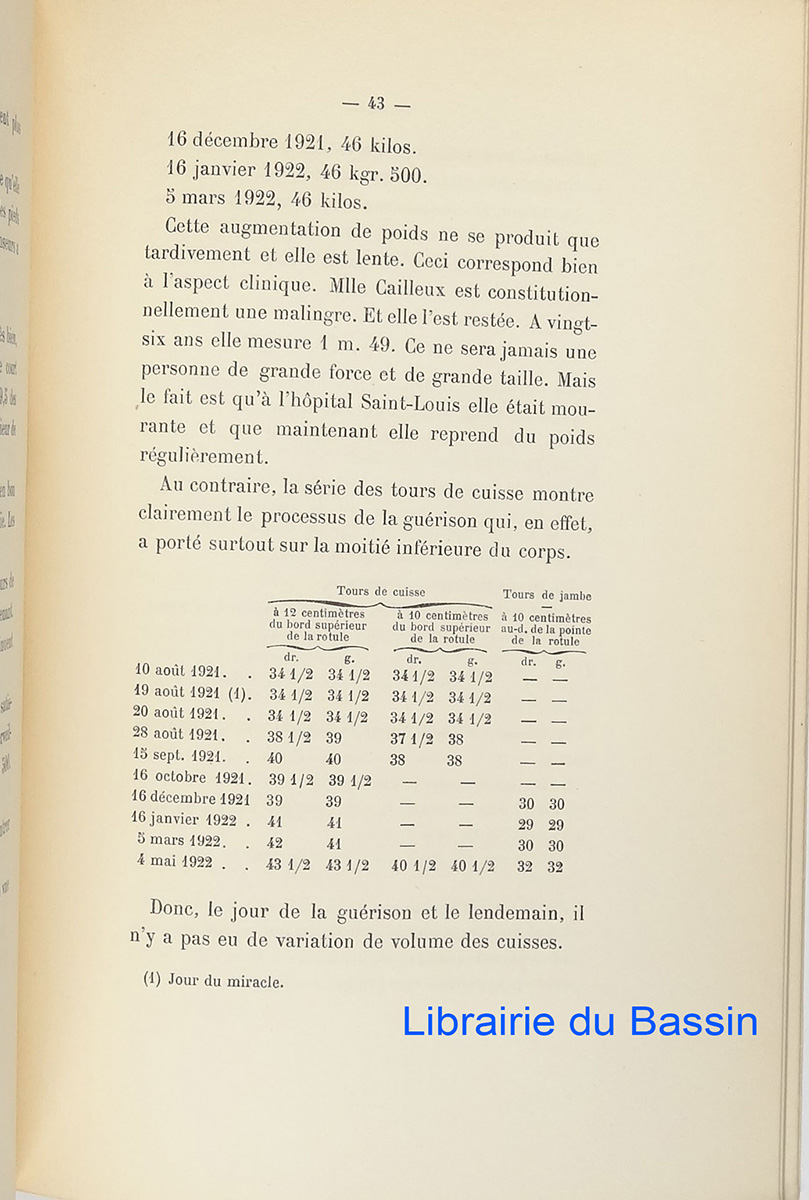 — 43 —
16 décembre 1921, 46 kilos.
16 janvier 1922, 46 kgr. 500.
5 mars 1922, 46 kilos.
Cette augmentation de poids ne se produit que
tardivement et elle est lente. Ceci correspond bien
à l'aspect clinique. Mlle Cailleux est constitution-
nellement une malingre. Et elle l'est restée. A vingt-
six ans elle mesure 1 m. 49. Ce ne sera jamais une
personne de grande force et de grande taille. Mais
le fait est qu'à l'hôpital Saint-Louis elle était mou-
rante et que maintenant elle reprend du poids
régulièrement.
Au contraire, la série des tours de cuisse montre
clairement le processus de la guérison qui, en effet,
a porté surtout sur la moitié inférieure du corps.
Tours de cuisse Tours de jambe
à 12 centimètres à 10 centimètres à 10 centimètres
du bord supérieur du bord supérieur au-d. de la pointe
de la rotule de la rotule de la rotule
dr. g. dr. g. dr. g.
10 août 1921. . 34 1/2 34 1/2 34 1/2 34 1/2 — —
19 août 1921 (1). 34 1/2 34 1/2 34 1/2 34 1/2 — —
20 août 1921. . 34 1/2 34 1/2 34 1/2 34 1/2 — —
28 août 1921. . 38 1/2 39 37 1/2 38 — —
15 sept. 1921. . 40 40 38 38 — —
16 octobre 1921. 39 1/2 39 1/2 — — — —
16 décembre 1921 39 39 — — 30 30
16 janvier 1922 . 41 41 — — 29 29
5 mars 1922. . 42 41 — — 30 30
4 mai 1922 . . 43 1/2 43 1/2 40 1/2 40 1/2 32 32
Donc, le jour de la guérison et le lendemain, il
n'y a pas eu de variation de volume des cuisses.
(1) Jour du miracle.
Librairie du Bassin